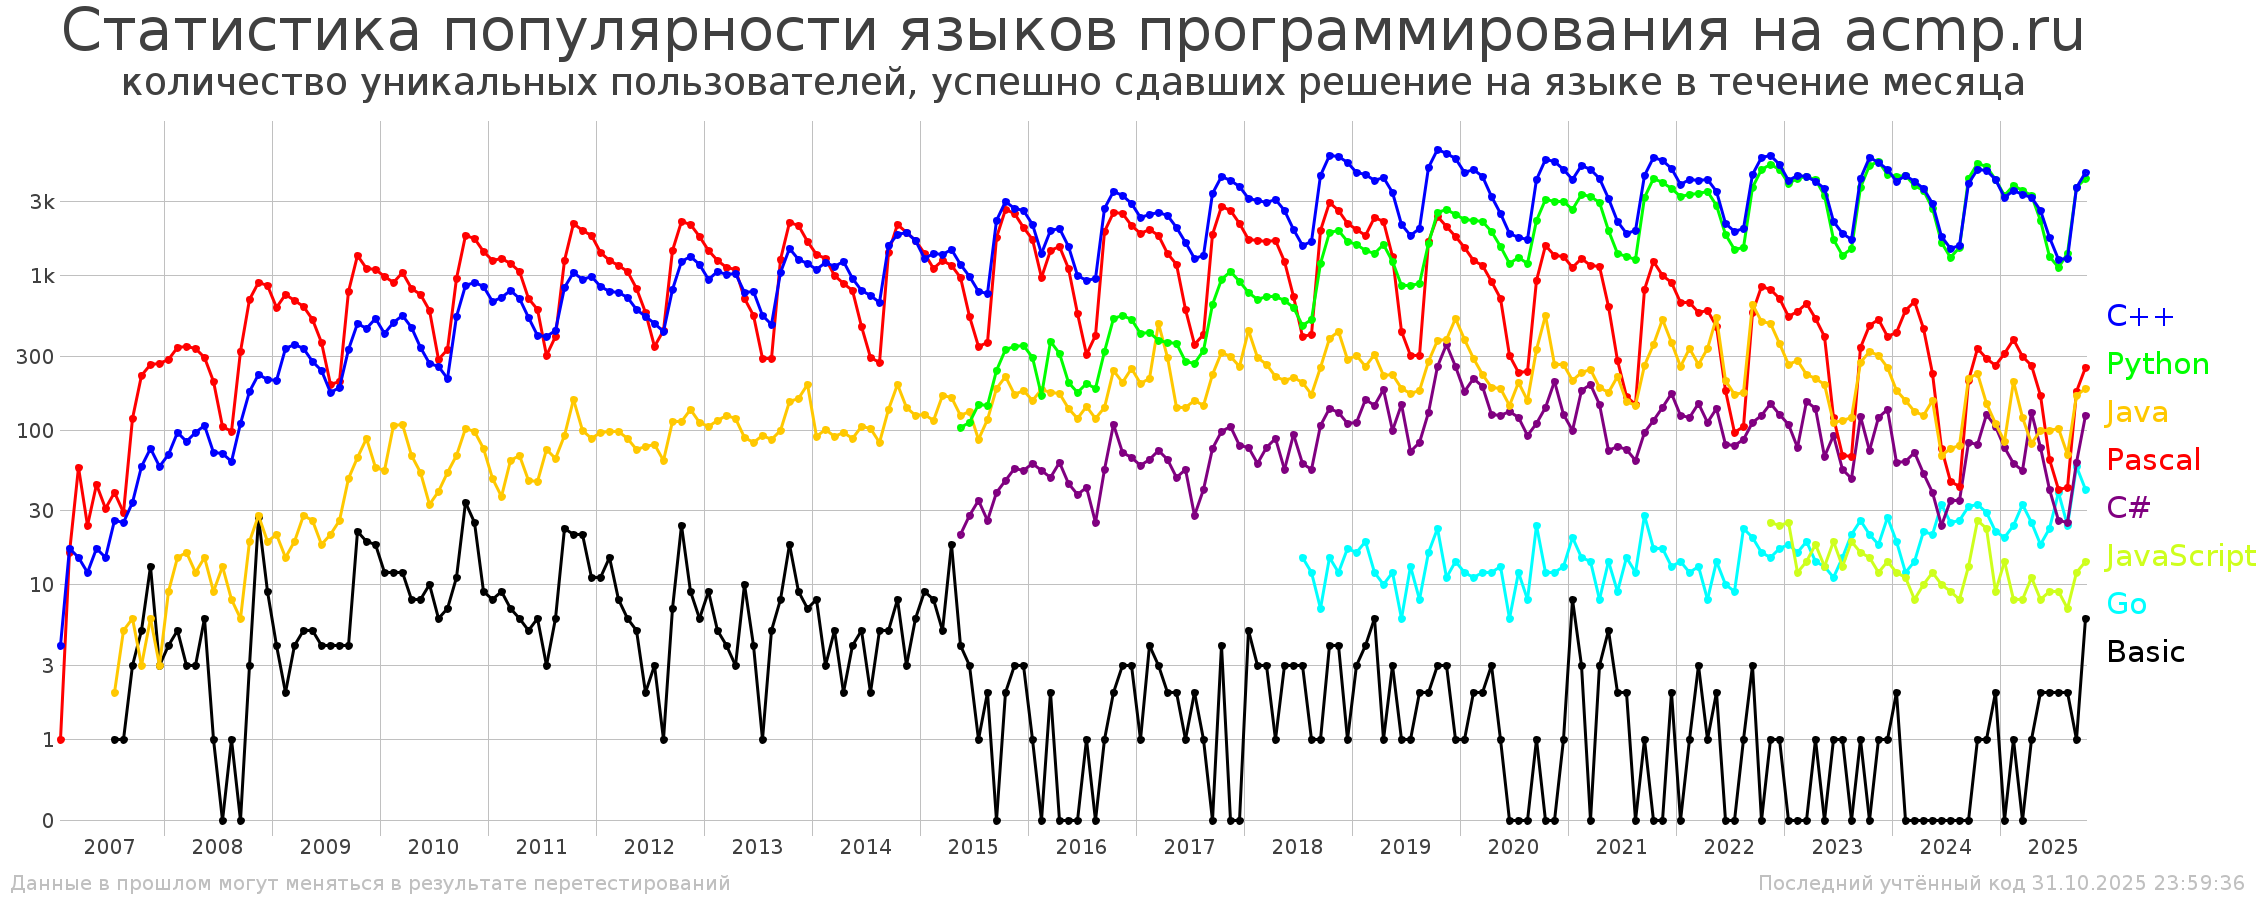 Статистика популярности языков программирования на acmp.ru
количество уникальных пользователей, успешно сдавших решение на языке в течение месяца
3k
1k
300
100
30
10
3
1
0
C++
Python
Java
Pascal
C#
JavaScript
Go
Basic
2007 2008 2009 2010 2011 2012 2013 2014 2015 2016 2017 2018 2019 2020 2021 2022 2023 2024 2025
Данные в прошлом могут меняться в результате перетестирований
Последний учтённый код 31.10.2025 23:59:36